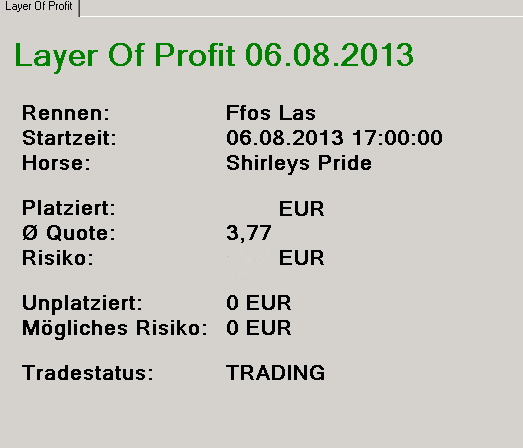 Layer Of Profit
Layer Of Profit 06.08.2013
Rennen: Ffos Las
Startzeit: 06.08.2013 17:00:00
Horse: Shirleys Pride
Platziert: EUR
Ø Quote: 3,77
Risiko: EUR
Unplatziert: 0 EUR
Mögliches Risiko: 0 EUR
Tradestatus: TRADING